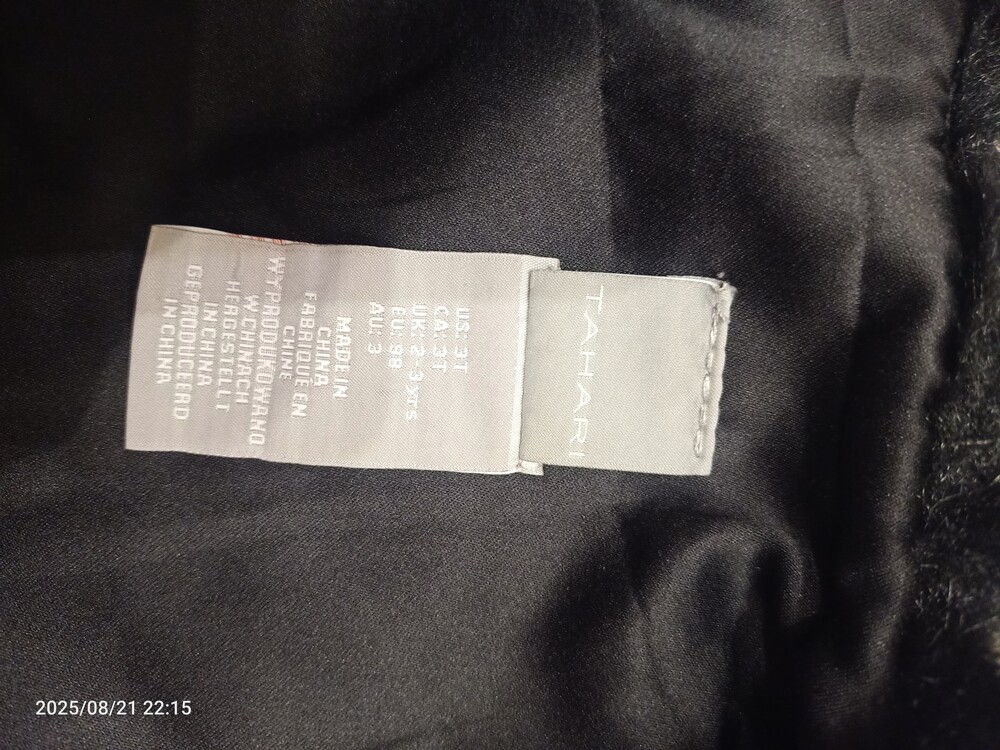 TAHARI
US: 3T
CA: 3T
UK: 2-3 YTS
EU: 98
AU: 3
MADE IN
CHINA
FABRIQUÉ EN
CHINE
WYPRODUKOWANO
W CHINACH
HERGESTELLT
IN CHINA
GEPRODUCEERD
IN CHINA
2025/08/21 22:15